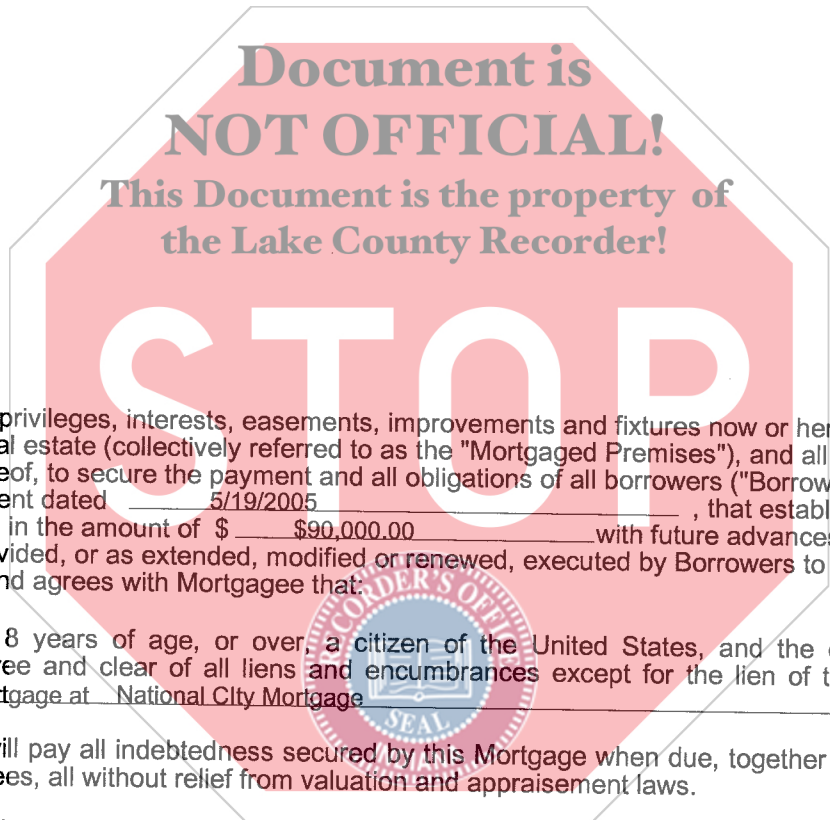 Document is
NOT OFFICIAL!
This Document is the property of
the Lake County Recorder!
STOP
privileges, interests, easements, improvements and fixtures now or her
al estate (collectively referred to as the "Mortgaged Premises"), and all
eof, to secure the payment and all obligations of all borrowers ("Borrow
ent dated 5/19/2005 , that establ
in the amount of $ $90,000.00 with future advances
vided, or as extended, modified or renewed, executed by Borrowers to
nd agrees with Mortgagee that:
RECORDER'S OFFICE
8 years of age, or over, a citizen of the United States, and the
ree and clear of all liens and encumbrances except for the lien of t
tgage at National CIty Mortgage
SEAL
ill pay all indebtedness secured by this Mortgage when due, together
ees, all without relief from valuation and appraisement laws.